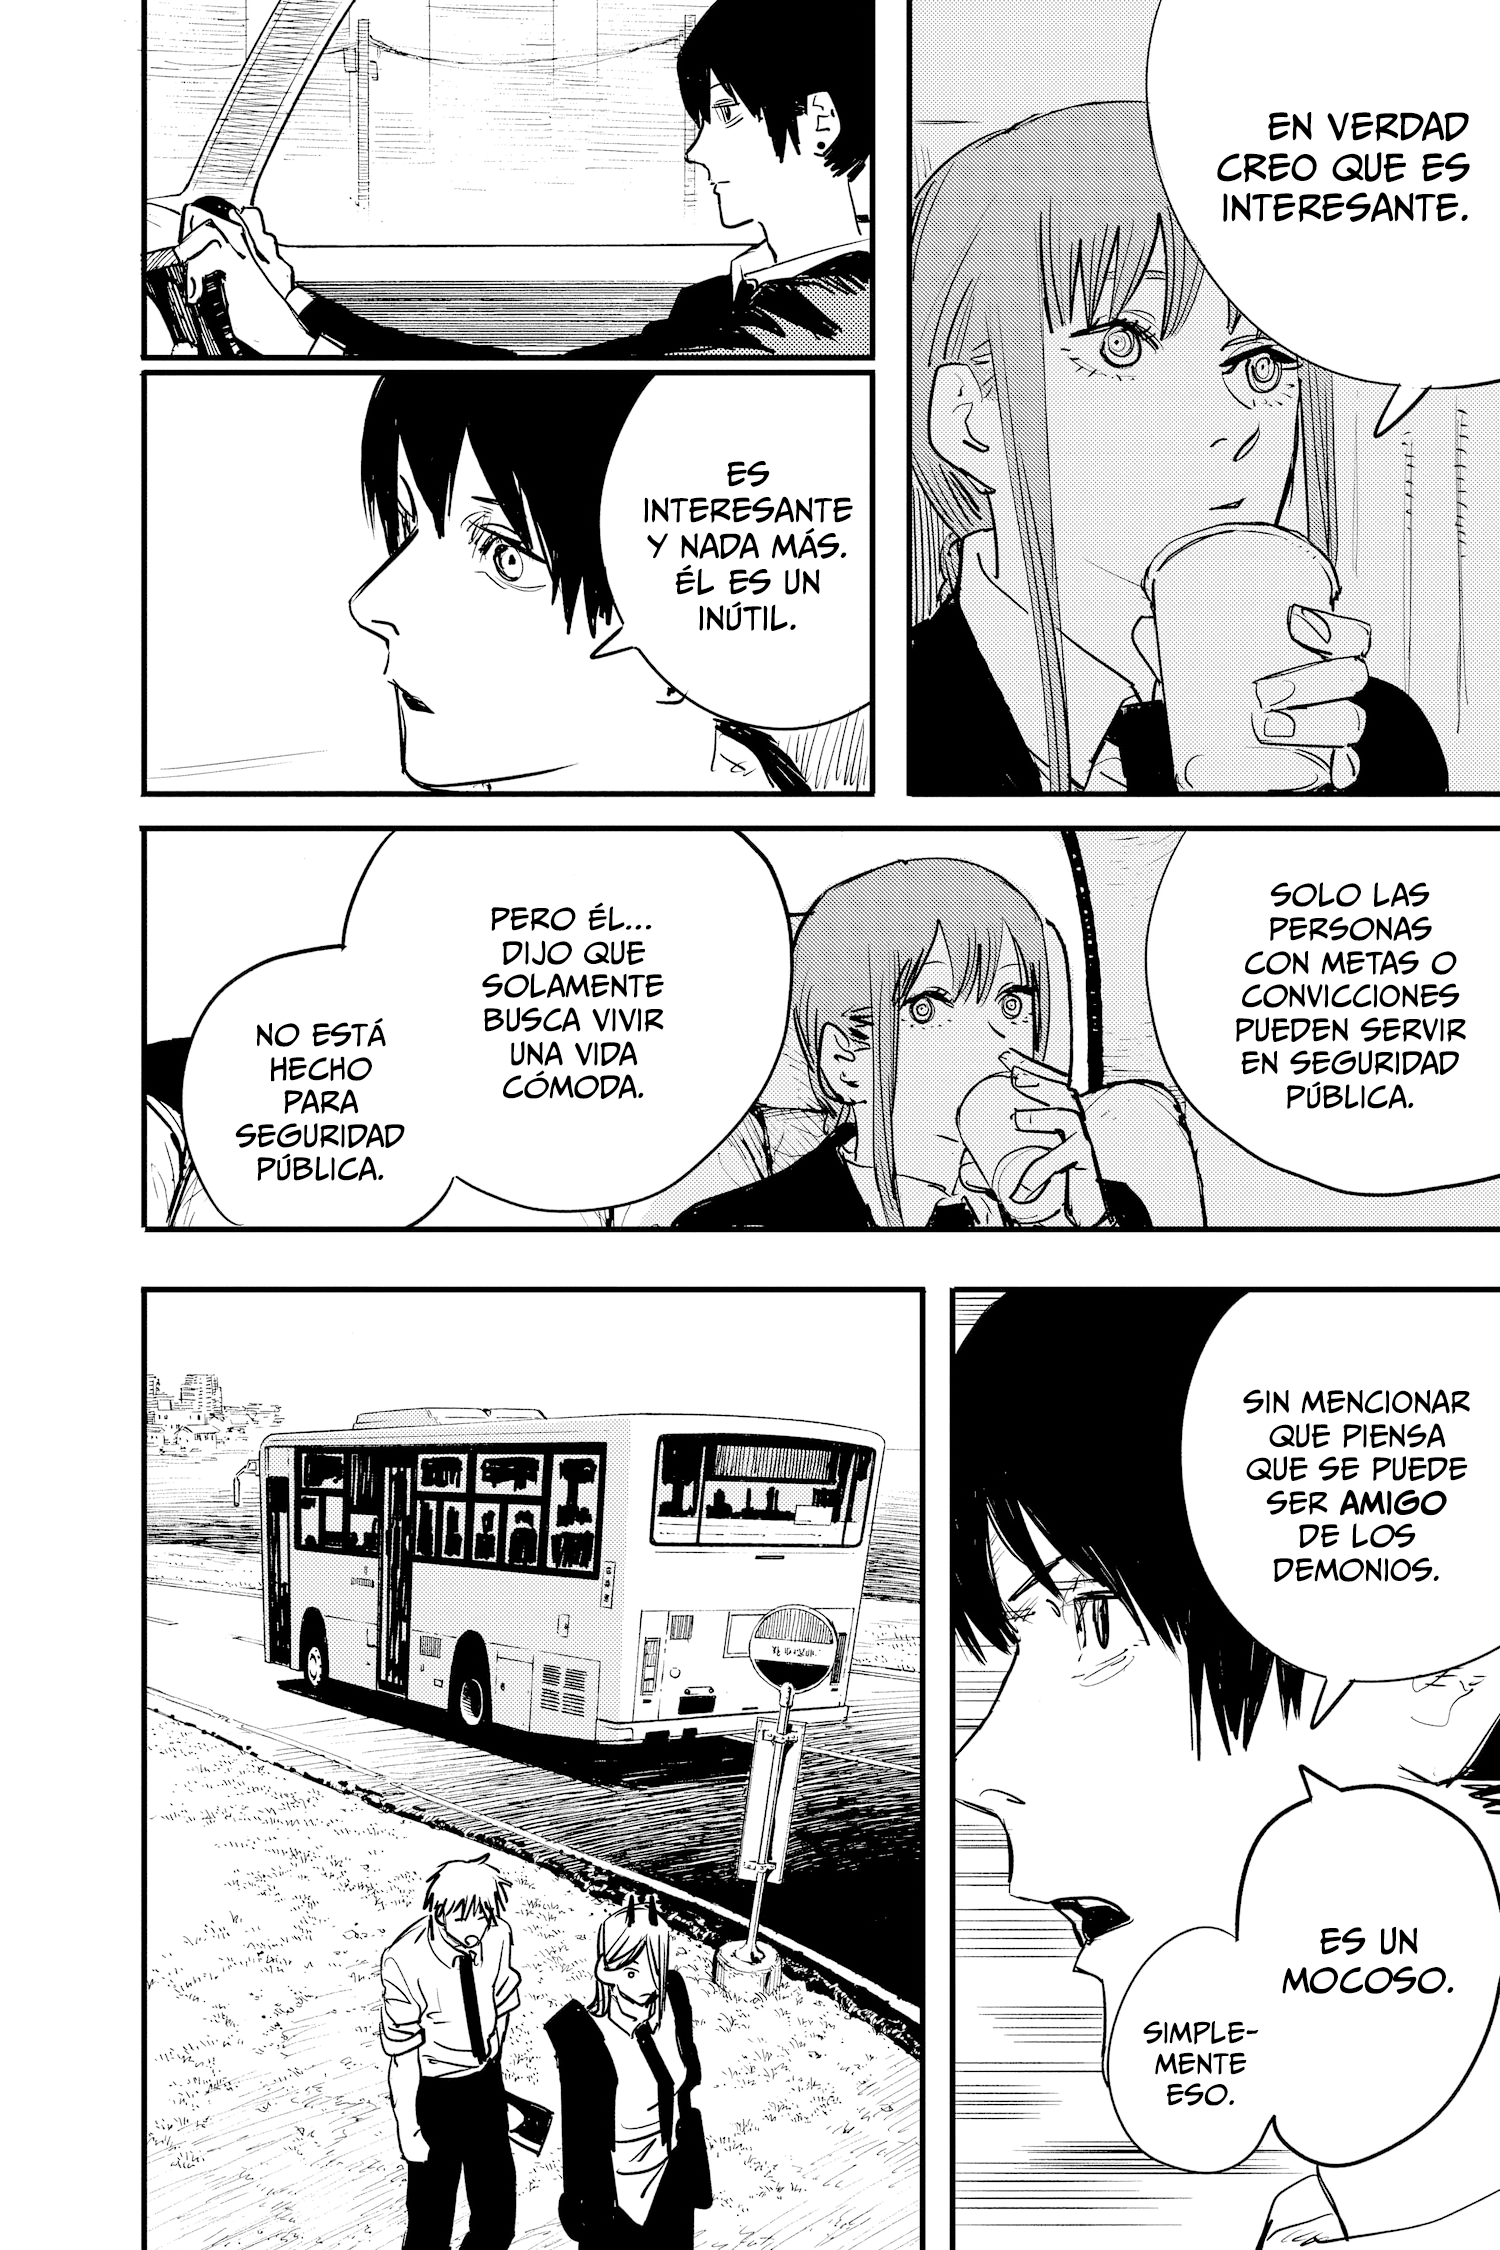 EN VERDAD
CREO QUE ES
INTERESANTE.
ES
INTERESANTE
Y NADA MÁS.
ÉL ES UN
INÚTIL.
SOLO LAS
PERSONAS
CON METAS O
CONVICCIONES
PUEDEN SERVIR
EN SEGURIDAD
PÚBLICA.
PERO ÉL...
DIJO QUE
SOLAMENTE
BUSCA VIVIR
UNA VIDA
CÓMODA.
NO ESTÁ
HECHO
PARA
SEGURIDAD
PÚBLICA.
SIN MENCIONAR
QUE PIENSA
QUE SE PUEDE
SER AMIGO
DE LOS
DEMONIOS.
ES UN
MOCOSO.
SIMPLE-
MENTE
ESO.